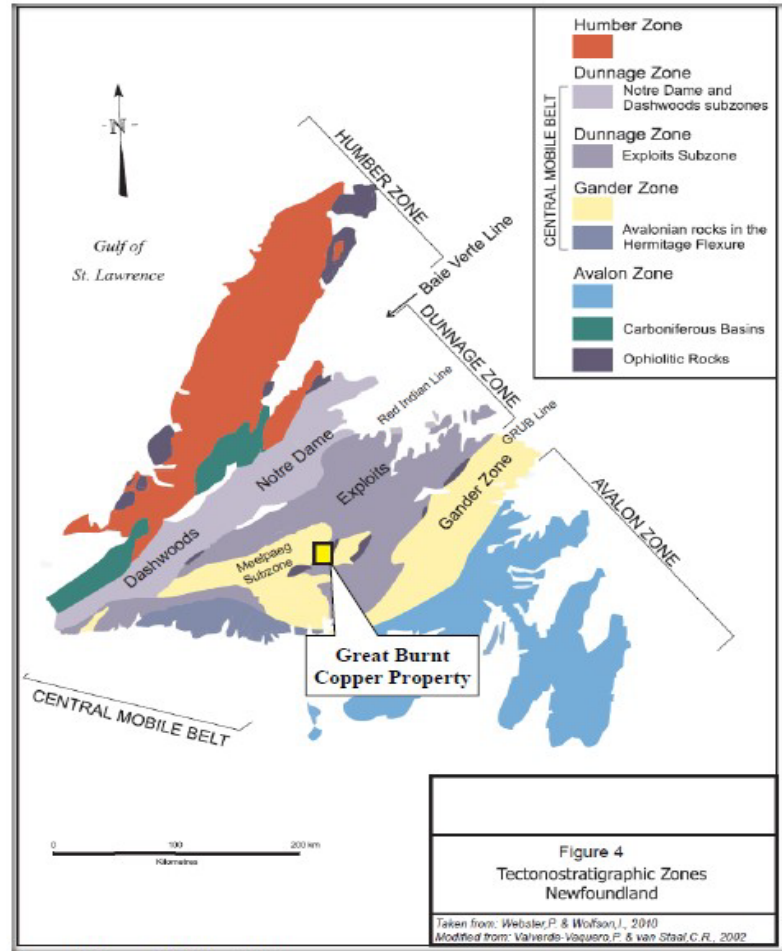 Humber Zone
Dunnage Zone
Notre Dame and
Dashwoods subzones
Dunnage Zone
Exploits Subzone
Gander Zone
Avalonian rocks in the
Hermitage Flexure
Avalon Zone
Carboniferous Basins
Ophiolitic Rocks
CENTRAL MOBILE BELT
N
HUMBER ZONE
Gulf of
St. Lawrence
Baie Verte Line
DUNNAGE ZONE
Red Indian Line
GRUB Line
Notre Dame
Exploits
Gander Zone
AVALON ZONE
Dashwoods
Meelpaeg
Subzone
Great Burnt
Copper Property
CENTRAL MOBILE BELT
0 100 200 km
Kilometres
Figure 4
Tectonostratigraphic Zones
Newfoundland
Taken from: Webster,P. & Wolfson,I., 2010
Modified from: Valverde-Vaquero,P. & van Staal,C.R., 2002